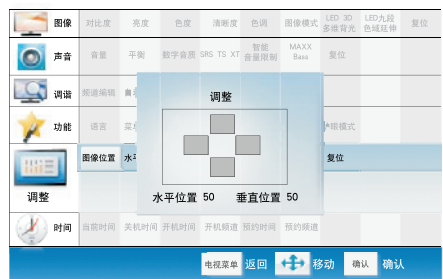 图像 对比度 亮度 色度 清晰度 色调 图像模式 LED 3D多维背光 LED九段色域延伸 复位
声音 音量 平衡 数字音质 SRS TS XT 智能音量限制 MAXX Bass 复位
调谐 频道编辑
功能 语言 模式
调整 图像位置 复位
时间 当前时间 关机时间 开机时间 开机频道 预约时间 预约频道
调整
水平位置 50 垂直位置 50
电视菜单 返回 移动 确认 确认